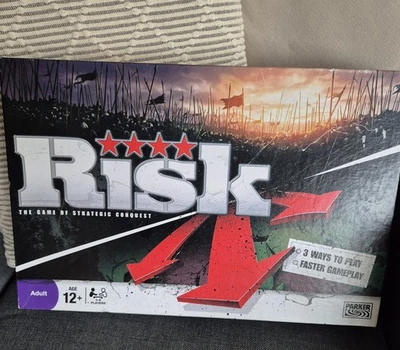 RISK
THE GAME OF STRATEGIC CONQUEST
3 WAYS TO PLAY
FASTER GAMEPLAY
Adult
AGE
12+
PLAYERS
PARKER